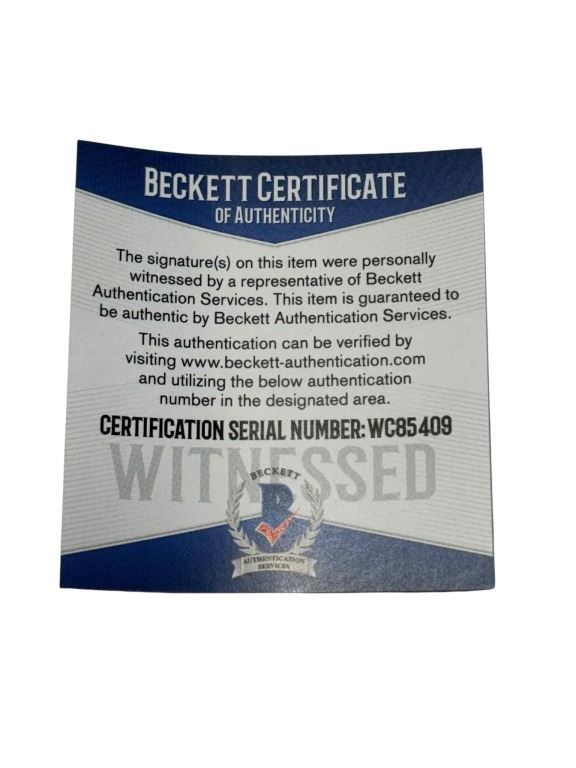 BECKETT CERTIFICATE
OF AUTHENTICITY
The signature(s) on this item were personally
witnessed by a representative of Beckett
Authentication Services. This item is guaranteed to
be authentic by Beckett Authentication Services.
This authentication can be verified by
visiting www.beckett-authentication.com
and utilizing the below authentication
number in the designated area.
CERTIFICATION SERIAL NUMBER: WC85409
WITNESSED
BECKETT
B
AUTHENTICATION
SERVICES